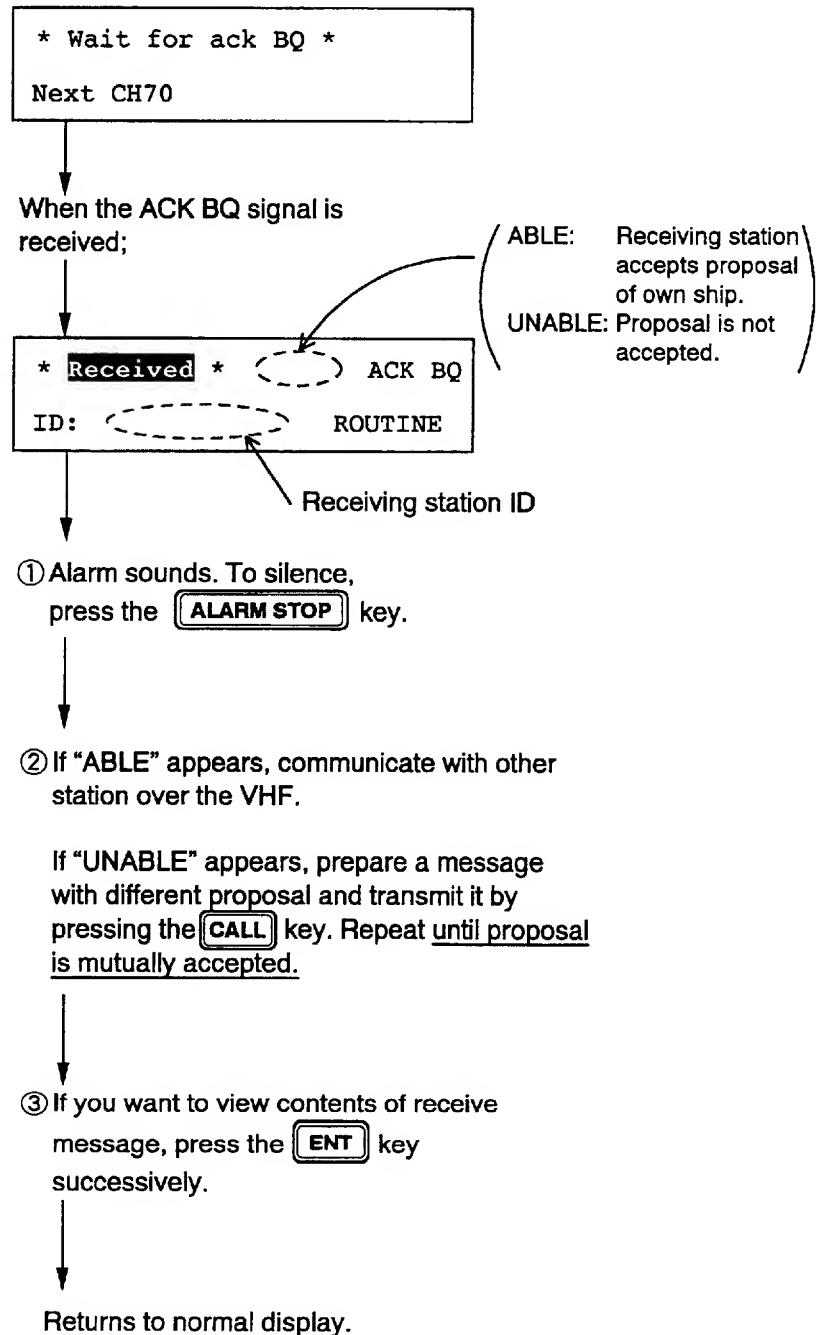 * Wait for ack BQ *
Next CH70
When the ACK BQ signal is
received;
ABLE: Receiving station
accepts proposal
of own ship.
UNABLE: Proposal is not
accepted.
* Received * ACK BQ
ID: ROUTINE
Receiving station ID
① Alarm sounds. To silence,
press the ALARM STOP key.
② If “ABLE” appears, communicate with other
station over the VHF.
If “UNABLE” appears, prepare a message
with different proposal and transmit it by
pressing the CALL key. Repeat until proposal
is mutually accepted.
③ If you want to view contents of receive
message, press the ENT key
successively.
Returns to normal display.